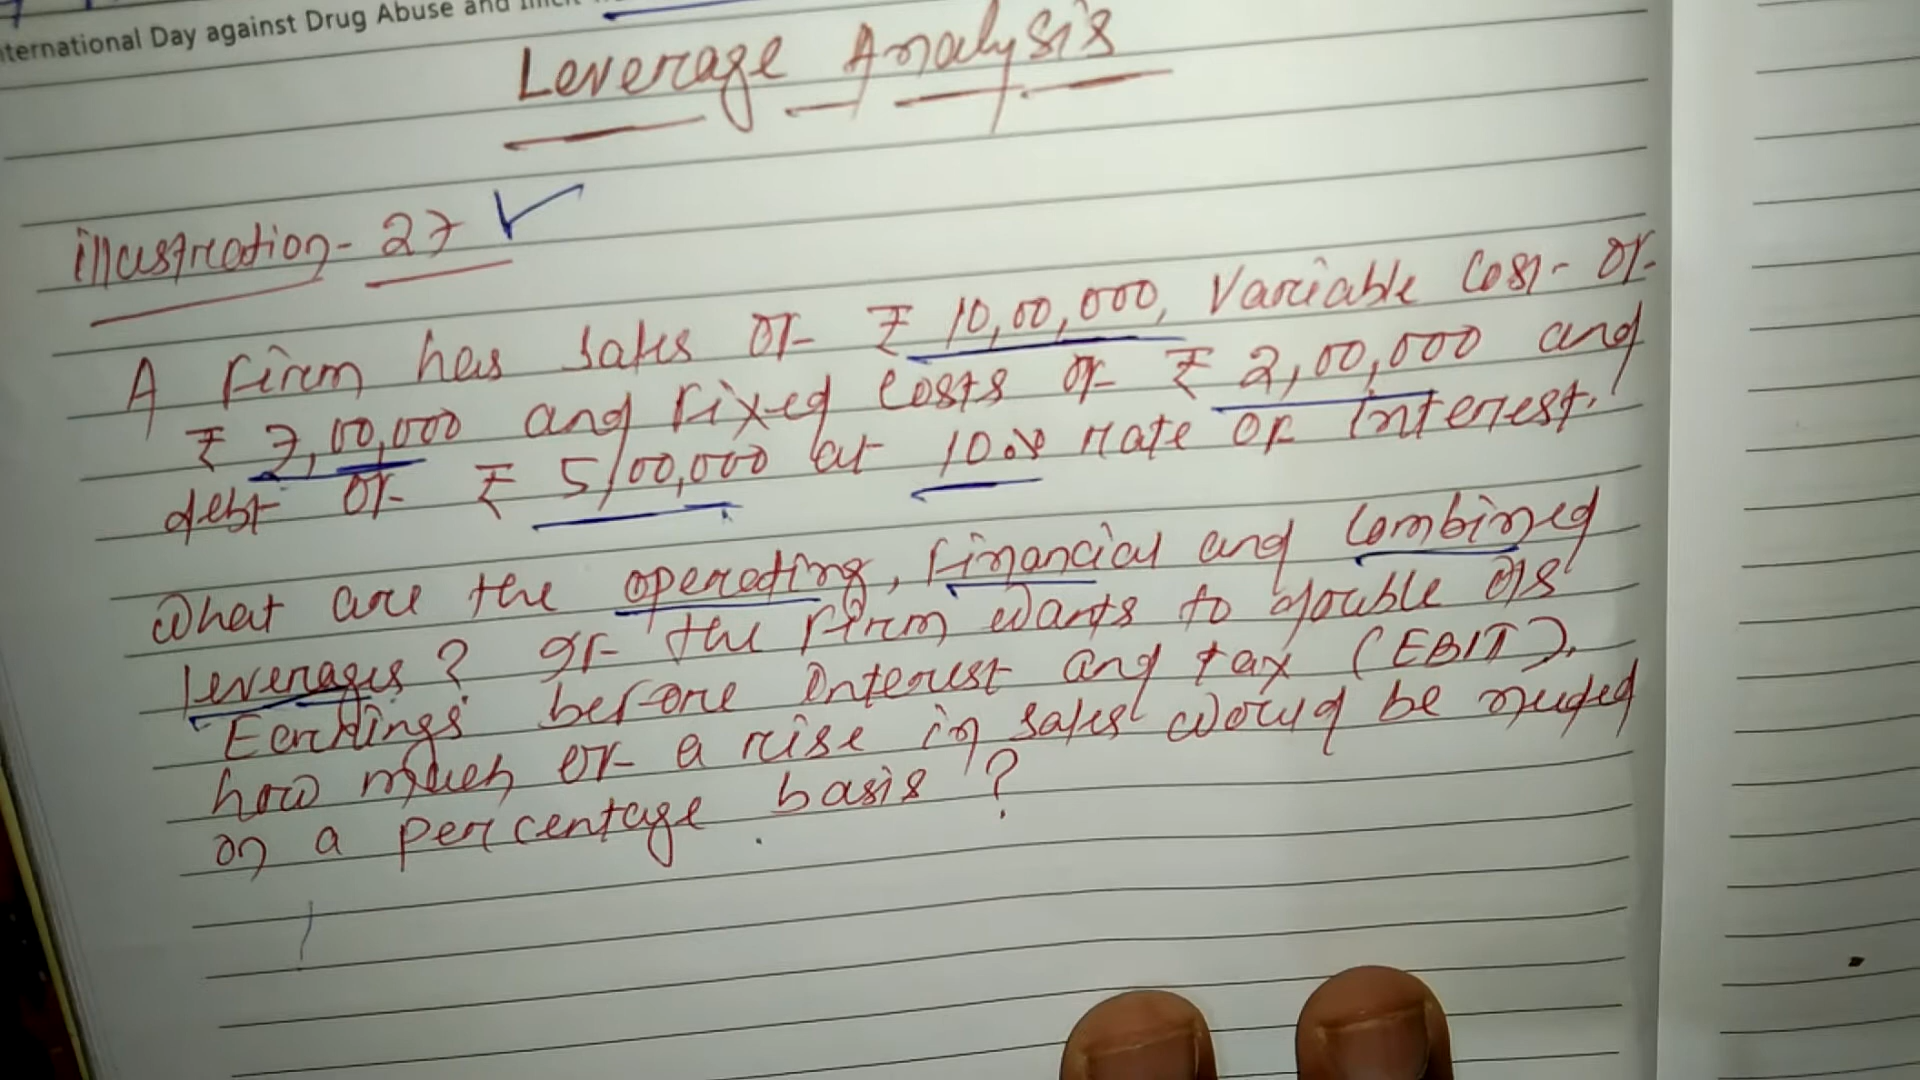 International Day against Drug Abuse and Illicit
Leverage Analysis
illustration- 27
A firm has sales of ₹ 10,00,000, Variable Cost of
₹ 7,00,000 and fixed costs of ₹ 2,00,000 and
debt of ₹ 5,00,000 at 10% rate of interest.
What are the operating, financial and combined
leverages? If the firm wants to double its
Earnings before Interest and tax (EBIT),
how much of a rise in sales would be needed
on a percentage basis?